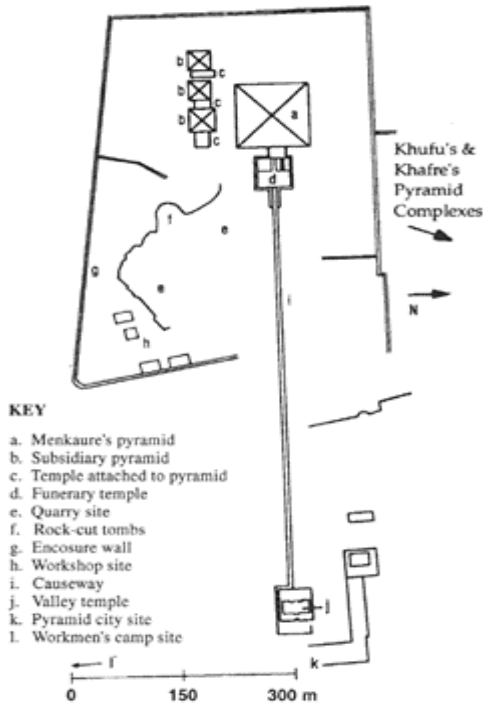 b
c
b
c
b
c
a
d
Khufu's &
Khafre's
Pyramid
Complexes
f
e
g
e
i
N
h
KEY
a. Menkaure's pyramid
b. Subsidiary pyramid
c. Temple attached to pyramid
d. Funerary temple
e. Quarry site
f. Rock-cut tombs
g. Encosure wall
h. Workshop site
i. Causeway
j. Valley temple
k. Pyramid city site
l. Workmen's camp site
j
l
k
0 150 300 m